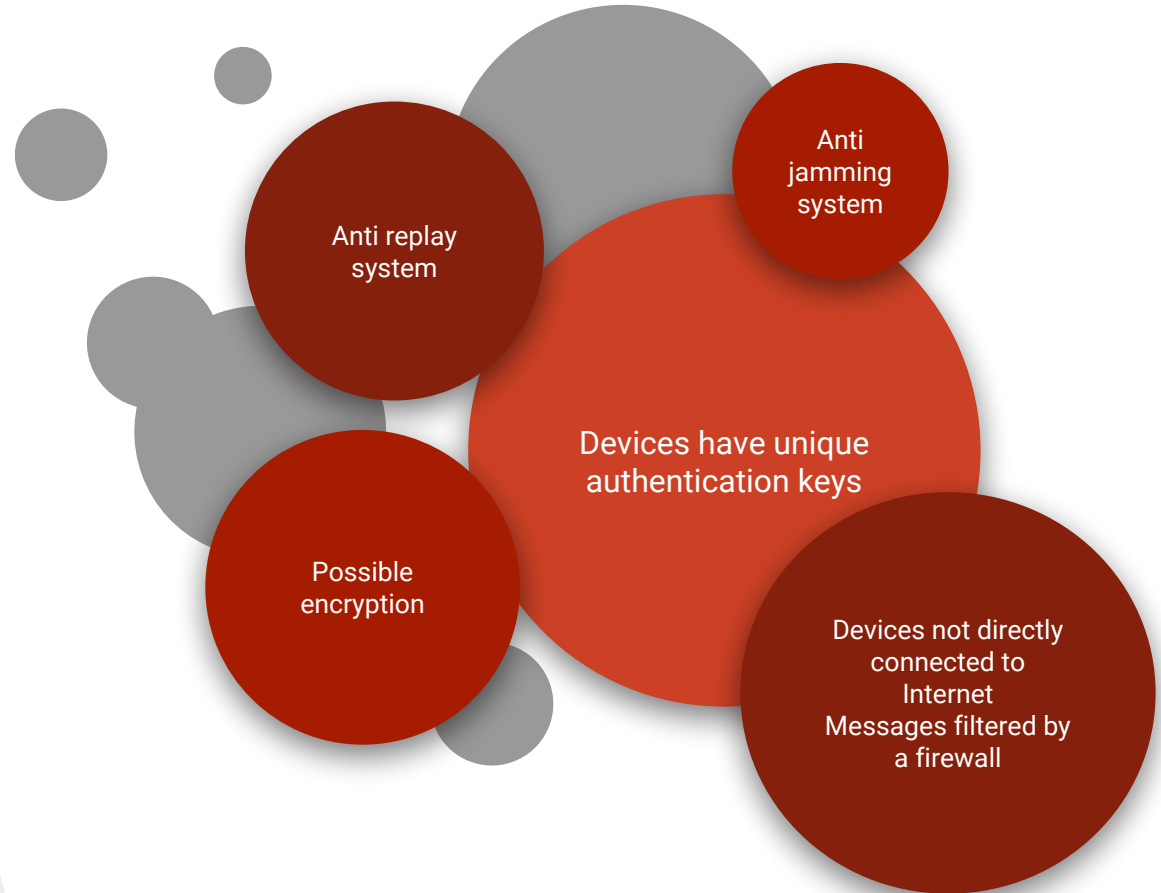 Anti
jamming
system
Anti replay
system
Devices have unique
authentication keys
Possible
encryption
Devices not directly
connected to
Internet
Messages filtered by
a firewall